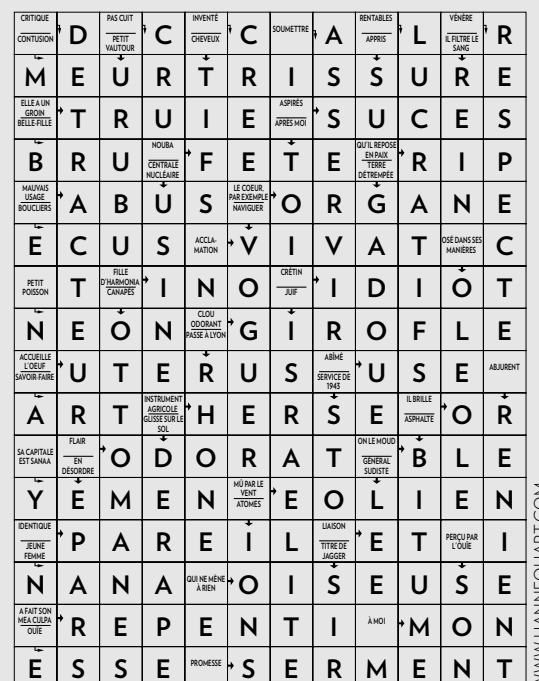 CRITIQUE
CONTUSION
D
PAS CUIT
PETIT
VAUTOUR
C
INVENTÉ
CHEVEUX
C
SOUMETTRE
A
RENTABLES
APPRIS
L
VÉNÈRE
IL FILTRE LE
SANG
R
M E U R T R I S S U R E
ELLE A UN
GROIN
BELLE-FILLE
T R U I E
ASPIRÉS
APRÈS MOI
S U C E S
B R U
NOUBA
CENTRALE
NUCLÉAIRE
F E T E
QU'IL REPOSE
EN PAIX
TERRE
DÉTREMPÉE
R I P
MAUVAIS
USAGE
BOUCLIERS
A B U S
LE COEUR,
PAR EXEMPLE
NAVIGUER
O R G A N E
E C U S
ACCLA-
MATION
V I V A T
OSÉ DANS SES
MANIÈRES
C
PETIT
POISSON
T
FILLE
D'HARMONIA
CANAPÉS
I N O
CRÉTIN
JUIF
I D I O T
N E O N
CLOU
ODORANT
PASSE À LYON
G I R O F L E
ACCUEILLE
L'OEUF
SAVOIR-FAIRE
U T E R U S
ABÎMÉ
SERVICE DE
1943
U S E
ABJURENT
A R T
INSTRUMENT
AGRICOLE
GLISSE SUR LE
SOL
H E R S E
IL BRILLE
ASPHALTE
O R
SA CAPITALE
EST SANAA
FLAIR
EN
DÉSORDRE
O D O R A T
ON LE MOUD
GÉNÉRAL
SUDISTE
B L E
Y E M E N
MÛ PAR LE
VENT
ATOMES
E O L I E N
IDENTIQUE
JEUNE
FEMME
P A R E I L
LIAISON
TITRE DE
JAGGER
E T
PERÇU PAR
L'OUÏE
I
N A N A
QUI NE MÈNE
À RIEN
O I S E U S E
A FAIT SON
MEA CULPA
OUÏE
R E P E N T I
À MOI
M O N
E S S E
PROMESSE
S E R M E N T
WWW.HANNEQUART.COM